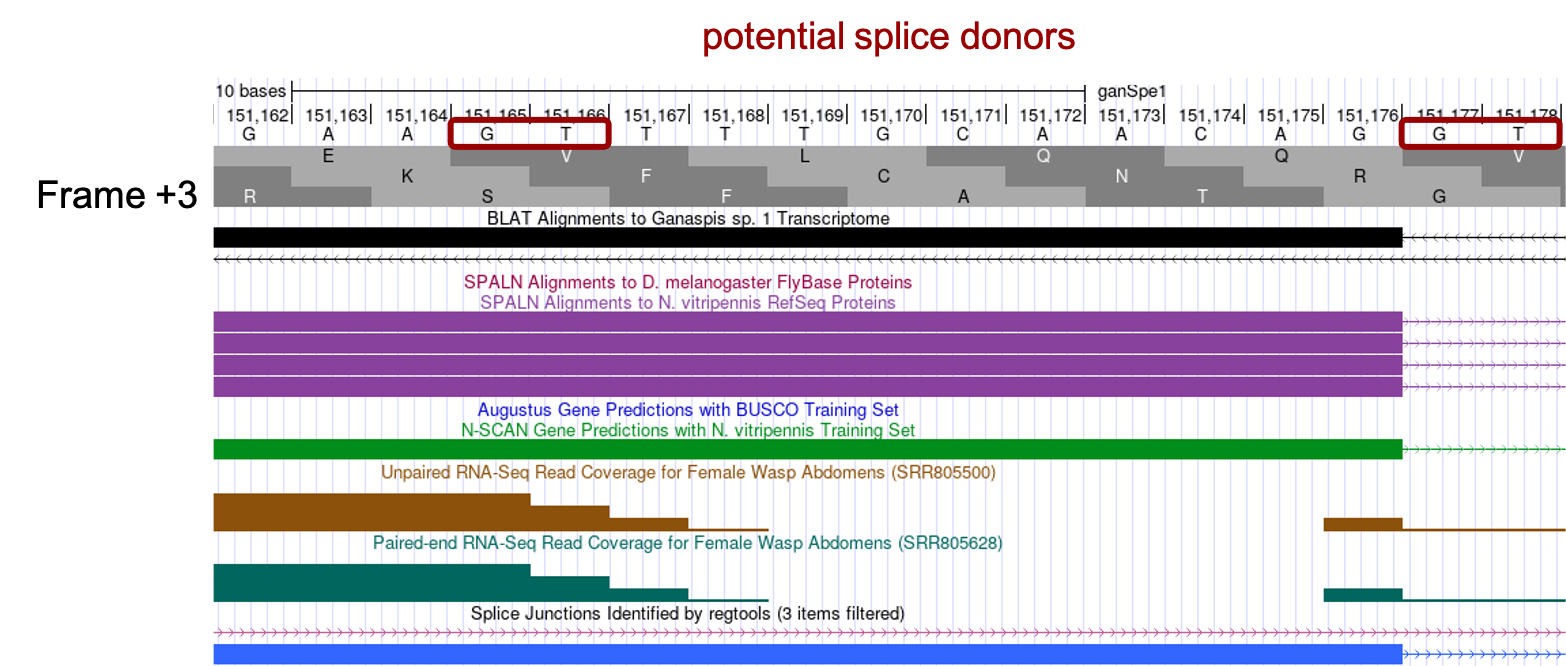 potential splice donors
10 bases ganSpe1
151,162 151,163 151,164 151,165 151,166 151,167 151,168 151,169 151,170 151,171 151,172 151,173 151,174 151,175 151,176 151,177 151,178
G A A G T T T T G C A A C A G G T
E V L Q Q V
K F C N R
Frame +3 R S F A T G
BLAT Alignments to Ganaspis sp. 1 Transcriptome
SPALN Alignments to D. melanogaster FlyBase Proteins
SPALN Alignments to N. vitripennis RefSeq Proteins
Augustus Gene Predictions with BUSCO Training Set
N-SCAN Gene Predictions with N. vitripennis Training Set
Unpaired RNA-Seq Read Coverage for Female Wasp Abdomens (SRR805500)
Paired-end RNA-Seq Read Coverage for Female Wasp Abdomens (SRR805628)
Splice Junctions Identified by regtools (3 items filtered)